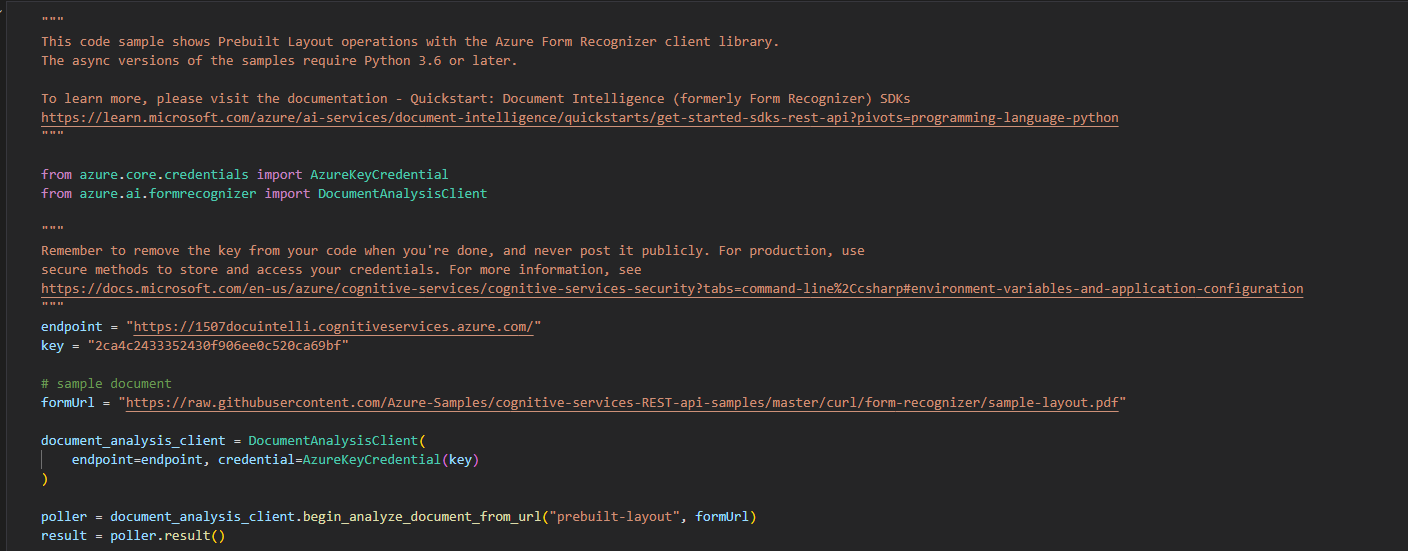 """
This code sample shows Prebuilt Layout operations with the Azure Form Recognizer client library.
The async versions of the samples require Python 3.6 or later.
To learn more, please visit the documentation - Quickstart: Document Intelligence (formerly Form Recognizer) SDKs
https://learn.microsoft.com/azure/ai-services/document-intelligence/quickstarts/get-started-sdks-rest-api?pivots=programming-language-python
"""
from azure.core.credentials import AzureKeyCredential
from azure.ai.formrecognizer import DocumentAnalysisClient
"""
Remember to remove the key from your code when you're done, and never post it publicly. For production, use
secure methods to store and access your credentials. For more information, see
https://docs.microsoft.com/en-us/azure/cognitive-services/cognitive-services-security?tabs=command-line%2Ccsharp#environment-variables-and-application-configuration
"""
endpoint = "https://1507docuintelli.cognitiveservices.azure.com/"
key = "2ca4c2433352430f906ee0c520ca69bf"
# sample document
formUrl = "https://raw.githubusercontent.com/Azure-Samples/cognitive-services-REST-api-samples/master/curl/form-recognizer/sample-layout.pdf"
document_analysis_client = DocumentAnalysisClient(
    endpoint=endpoint, credential=AzureKeyCredential(key)
)
poller = document_analysis_client.begin_analyze_document_from_url("prebuilt-layout", formUrl)
result = poller.result()